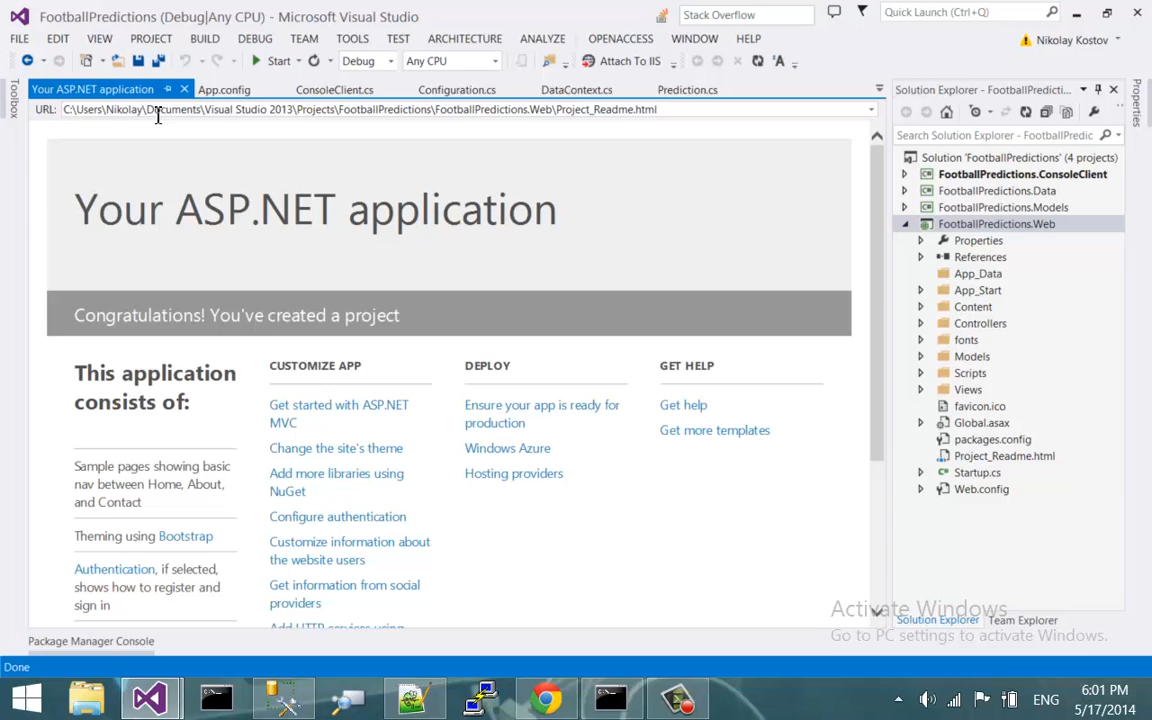 FootballPredictions (Debug|Any CPU) - Microsoft Visual Studio
Stack Overflow
Quick Launch (Ctrl+Q)
FILE EDIT VIEW PROJECT BUILD DEBUG TEAM TOOLS TEST ARCHITECTURE ANALYZE OPENACCESS WINDOW HELP
Nikolay Kostov
Start Debug Any CPU Attach To IIS
Toolbox
Your ASP.NET application App.config ConsoleClient.cs Configuration.cs DataContext.cs Prediction.cs
URL: C:\Users\Nikolay\Documents\Visual Studio 2013\Projects\FootballPredictions\FootballPredictions.Web\Project_Readme.html
Your ASP.NET application
Congratulations! You've created a project
This application
consists of:
Sample pages showing basic
nav between Home, About,
and Contact
Theming using Bootstrap
Authentication, if selected,
shows how to register and
sign in
CUSTOMIZE APP
Get started with ASP.NET
MVC
Change the site's theme
Add more libraries using
NuGet
Configure authentication
Customize information about
the website users
Get information from social
providers
Add HTTP services using
DEPLOY
Ensure your app is ready for
production
Windows Azure
Hosting providers
GET HELP
Get help
Get more templates
Solution Explorer - FootballPredicti...
Search Solution Explorer - FootballPredic
Solution 'FootballPredictions' (4 projects)
FootballPredictions.ConsoleClient
FootballPredictions.Data
FootballPredictions.Models
FootballPredictions.Web
Properties
References
App_Data
App_Start
Content
Controllers
fonts
Models
Scripts
Views
favicon.ico
Global.asax
packages.config
Project_Readme.html
Startup.cs
Web.config
Properties
Activate Windows
Go to PC settings to activate Windows.
Solution Explorer Team Explorer
Package Manager Console
Done
ENG
6:01 PM
5/17/2014